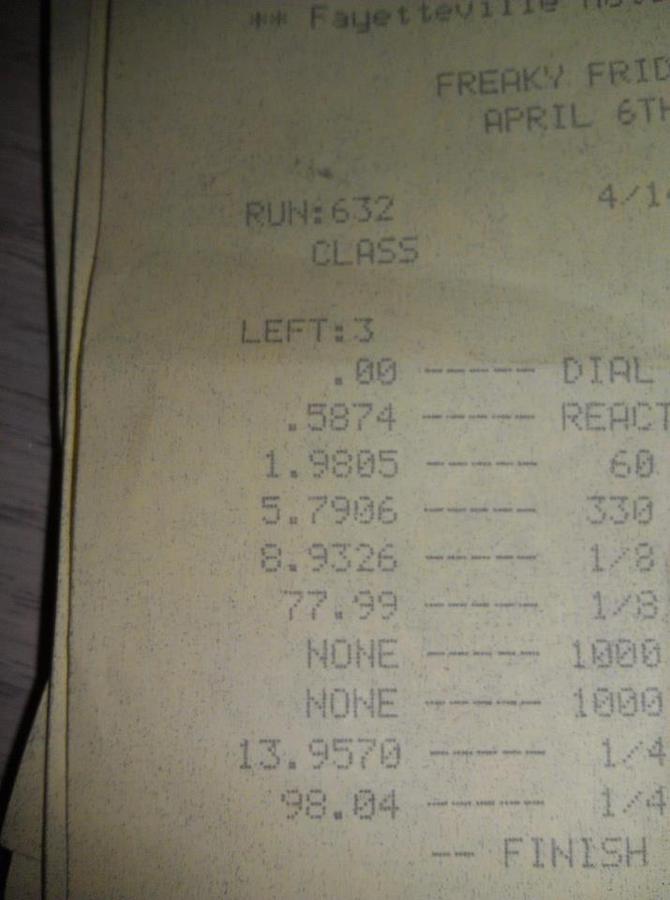 ** Fayetteville
FREAKY FRID
APRIL 6TH
RUN:632 4/1
CLASS
LEFT:3
.00 ----- DIAL
.5874 ----- REACT
1.9805 ----- 60
5.7906 ----- 330
8.9326 ----- 1/8
77.99 ----- 1/8
NONE ----- 1000
NONE ----- 1000
13.9570 ----- 1/4
98.04 ----- 1/4
-- FINISH